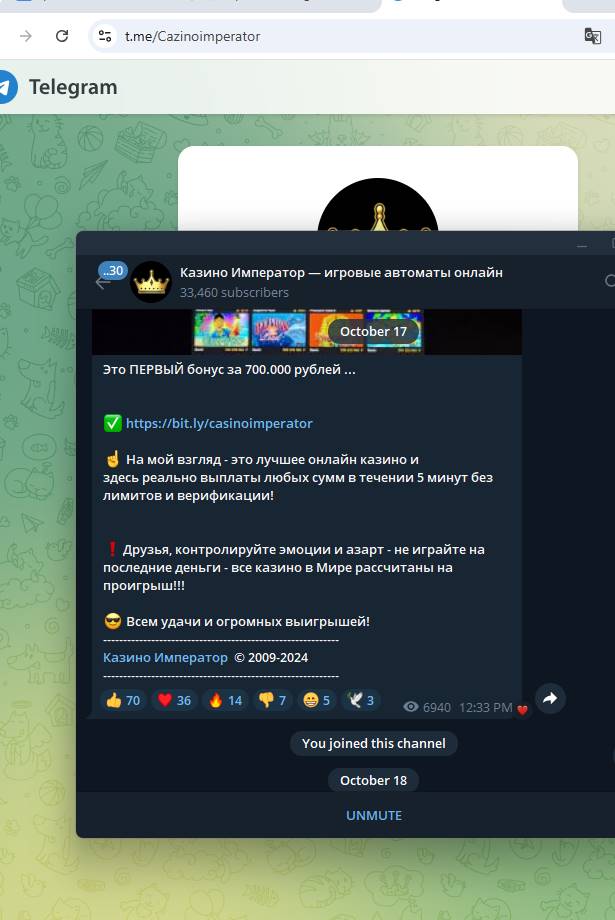 t.me/Cazinoimperator
Telegram
..30
Казино Император — игровые автоматы онлайн
33,460 subscribers
October 17
Это ПЕРВЫЙ бонус за 700.000 рублей ...
✅ https://bit.ly/casinoimperator
☝ На мой взгляд - это лучшее онлайн казино и
здесь реально выплаты любых сумм в течении 5 минут без
лимитов и верификации!
❗ Друзья, контролируйте эмоции и азарт - не играйте на
последние деньги - все казино в Мире рассчитаны на
проигрыш!!!
😎 Всем удачи и огромных выигрышей!
-----------------------------------------------------------
Казино Император © 2009-2024
-----------------------------------------------------------
👍 70 ❤ 36 🔥 14 👎 7 😁 5 🕊 3
6940 12:33 PM
You joined this channel
October 18
UNMUTE